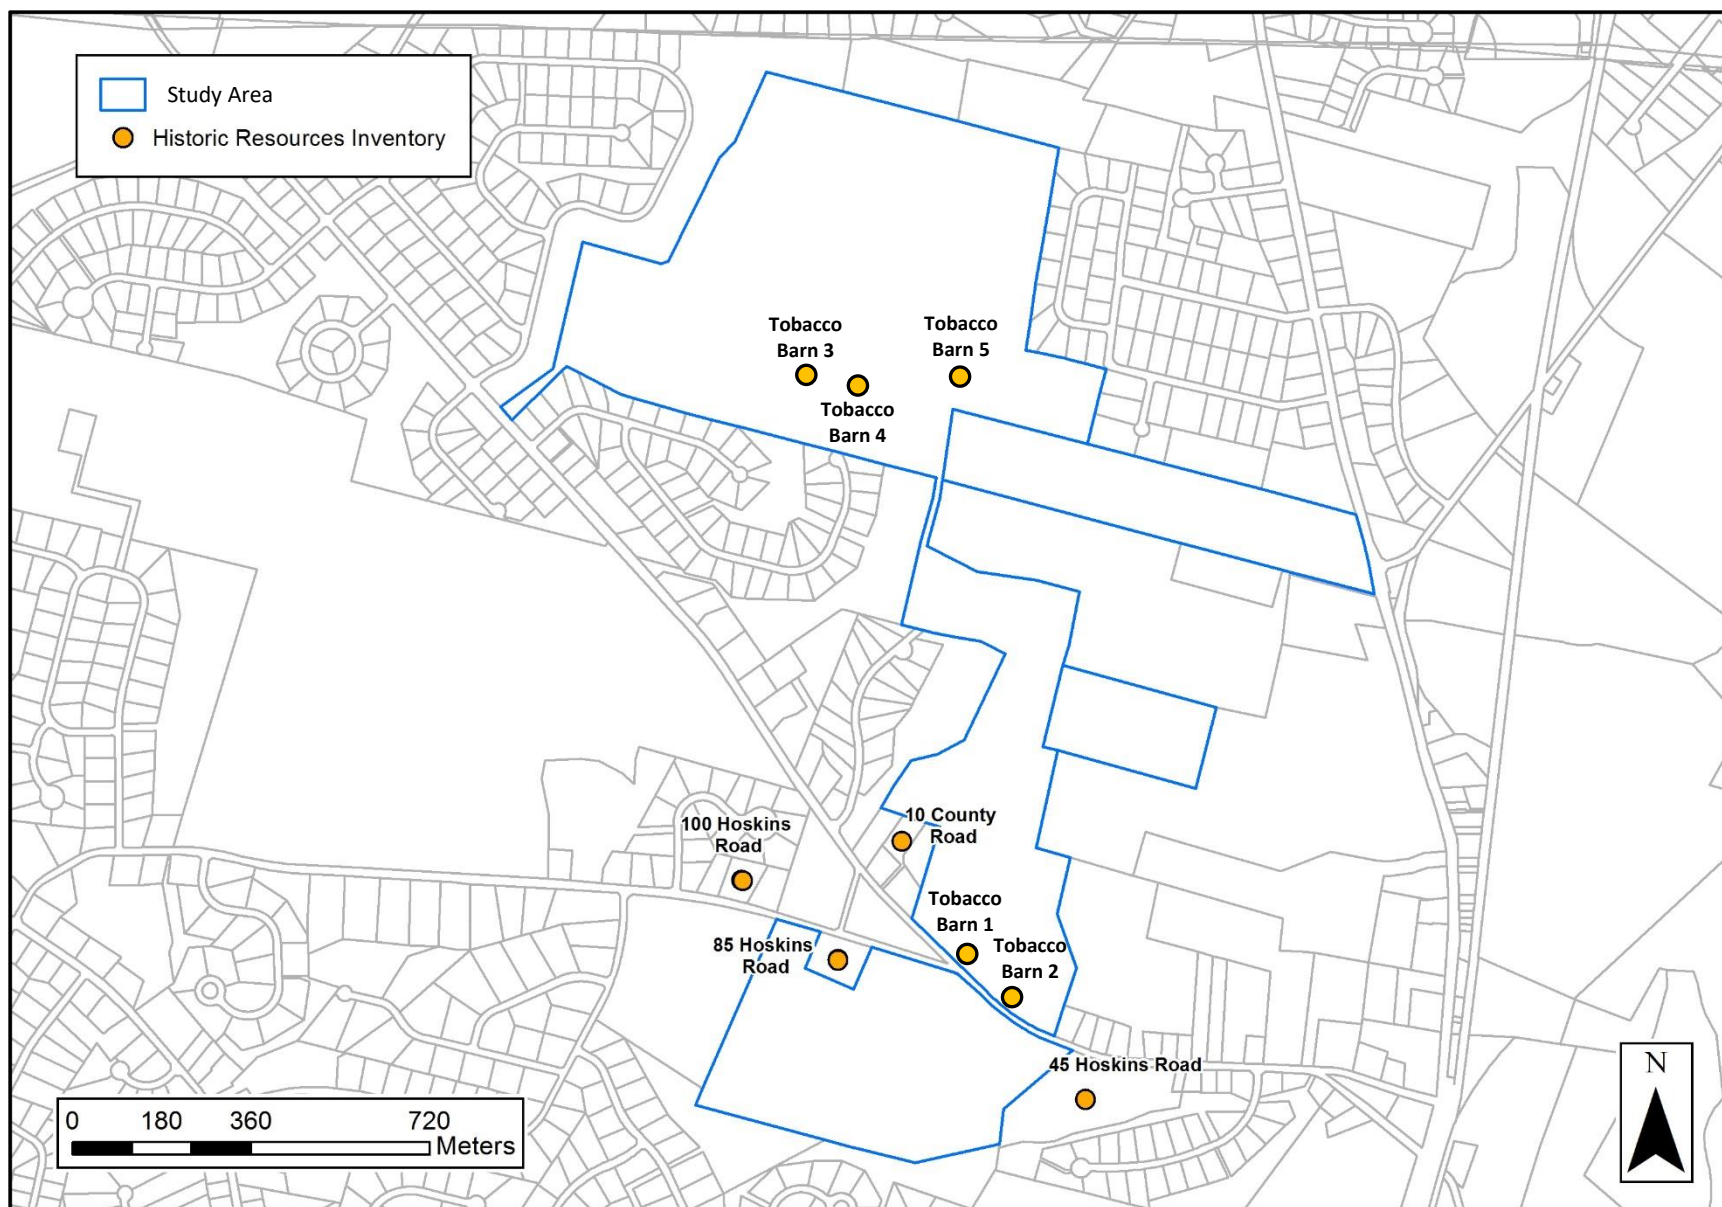 Study Area
Historic Resources Inventory
Tobacco
Barn 3
Tobacco
Barn 5
Tobacco
Barn 4
10 County
Road
100 Hoskins
Road
Tobacco
Barn 1
85 Hoskins
Road
Tobacco
Barn 2
45 Hoskins Road
N
0 180 360 720
Meters